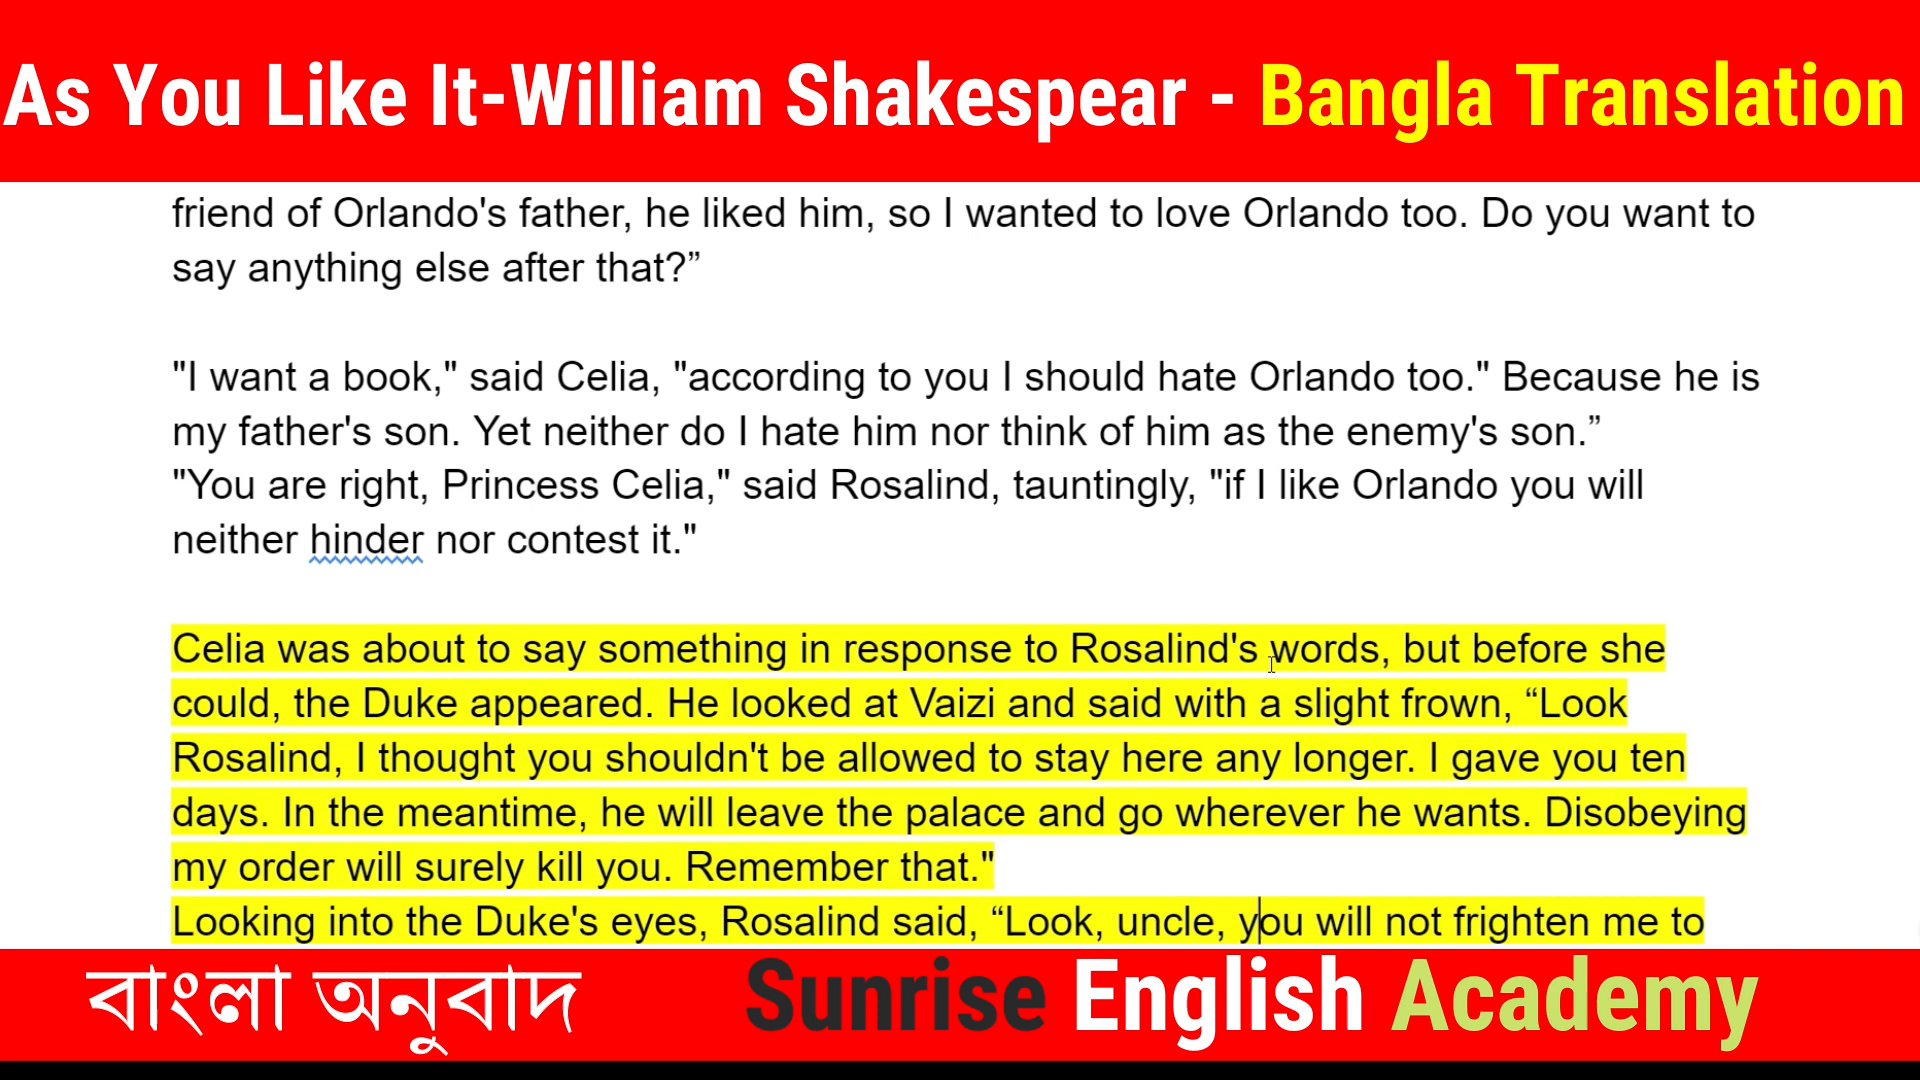 As You Like It-William Shakespear - Bangla Translation
friend of Orlando's father, he liked him, so I wanted to love Orlando too. Do you want to
say anything else after that?”
"I want a book," said Celia, "according to you I should hate Orlando too." Because he is
my father's son. Yet neither do I hate him nor think of him as the enemy's son.”
"You are right, Princess Celia," said Rosalind, tauntingly, "if I like Orlando you will
neither hinder nor contest it."
Celia was about to say something in response to Rosalind's words, but before she
could, the Duke appeared. He looked at Vaizi and said with a slight frown, “Look
Rosalind, I thought you shouldn't be allowed to stay here any longer. I gave you ten
days. In the meantime, he will leave the palace and go wherever he wants. Disobeying
my order will surely kill you. Remember that."
Looking into the Duke's eyes, Rosalind said, “Look, uncle, you will not frighten me to
বাংলা অনুবাদ Sunrise English Academy